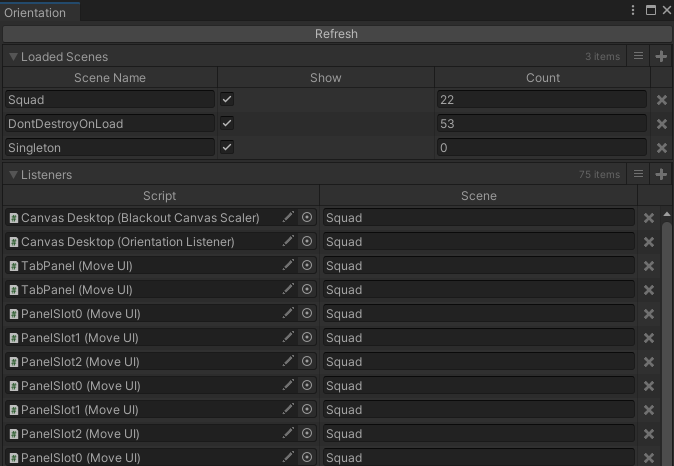 Orientation
Refresh
Loaded Scenes 3 items
Scene Name Show Count
Squad 22
DontDestroyOnLoad 53
Singleton 0
Listeners 75 items
Script Scene
Canvas Desktop (Blackout Canvas Scaler) Squad
Canvas Desktop (Orientation Listener) Squad
TabPanel (Move UI) Squad
TabPanel (Move UI) Squad
PanelSlot0 (Move UI) Squad
PanelSlot1 (Move UI) Squad
PanelSlot2 (Move UI) Squad
PanelSlot0 (Move UI) Squad
PanelSlot1 (Move UI) Squad
PanelSlot2 (Move UI) Squad
PanelSlot0 (Move UI) Squad